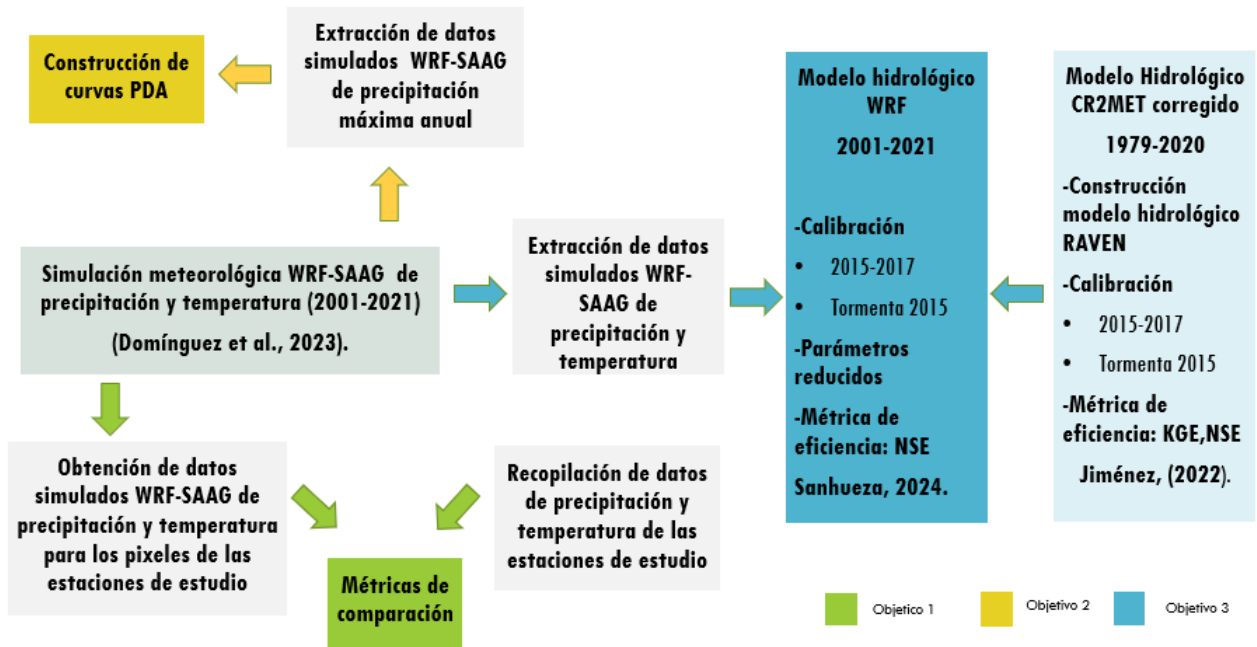 Construcción de
curvas PDA
Extracción de datos
simulados WRF-SAAG
de precipitación
máxima anual
Simulación meteorológica WRF-SAAG de
precipitación y temperatura (2001-2021)
(Domínguez et al., 2023).
Extracción de datos
simulados WRF-
SAAG de
precipitación y
temperatura
Modelo hidrológico
WRF
2001-2021
-Calibración
• 2015-2017
• Tormenta 2015
-Parámetros
reducidos
-Métrica de
eficiencia: NSE
Sanhueza, 2024.
Modelo Hidrológico
CR2MET corregido
1979-2020
-Construcción
modelo hidrológico
RAVEN
-Calibración
• 2015-2017
• Tormenta 2015
-Métrica de
eficiencia: KGE,NSE
Jiménez, (2022).
Obtención de datos
simulados WRF-SAAG de
precipitación y temperatura
para los pixeles de las
estaciones de estudio
Métricas de
comparación
Recopilación de datos
de precipitación y
temperatura de las
estaciones de estudio
Objetico 1
Objetivo 2
Objetivo 3